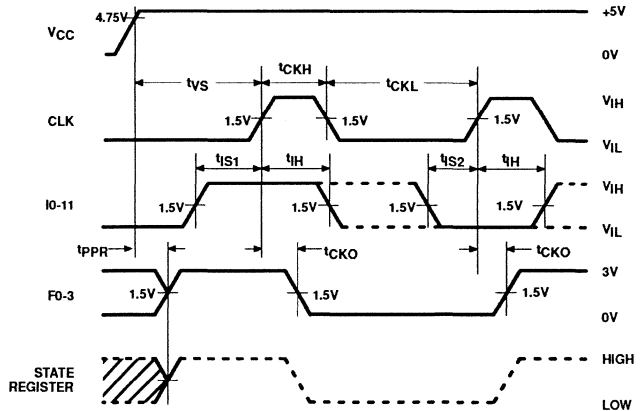 +5V
4.75V
VCC
0V
tVS
tCKH
tCKL
VIH
CLK
1.5V
1.5V
1.5V
VIL
tIS1
tIH
tIS2
tIH
VIH
I0-11
1.5V
1.5V
1.5V
1.5V
VIL
tPPR
tCKO
tCKO
3V
F0-3
1.5V
1.5V
1.5V
0V
HIGH
STATE
REGISTER
LOW